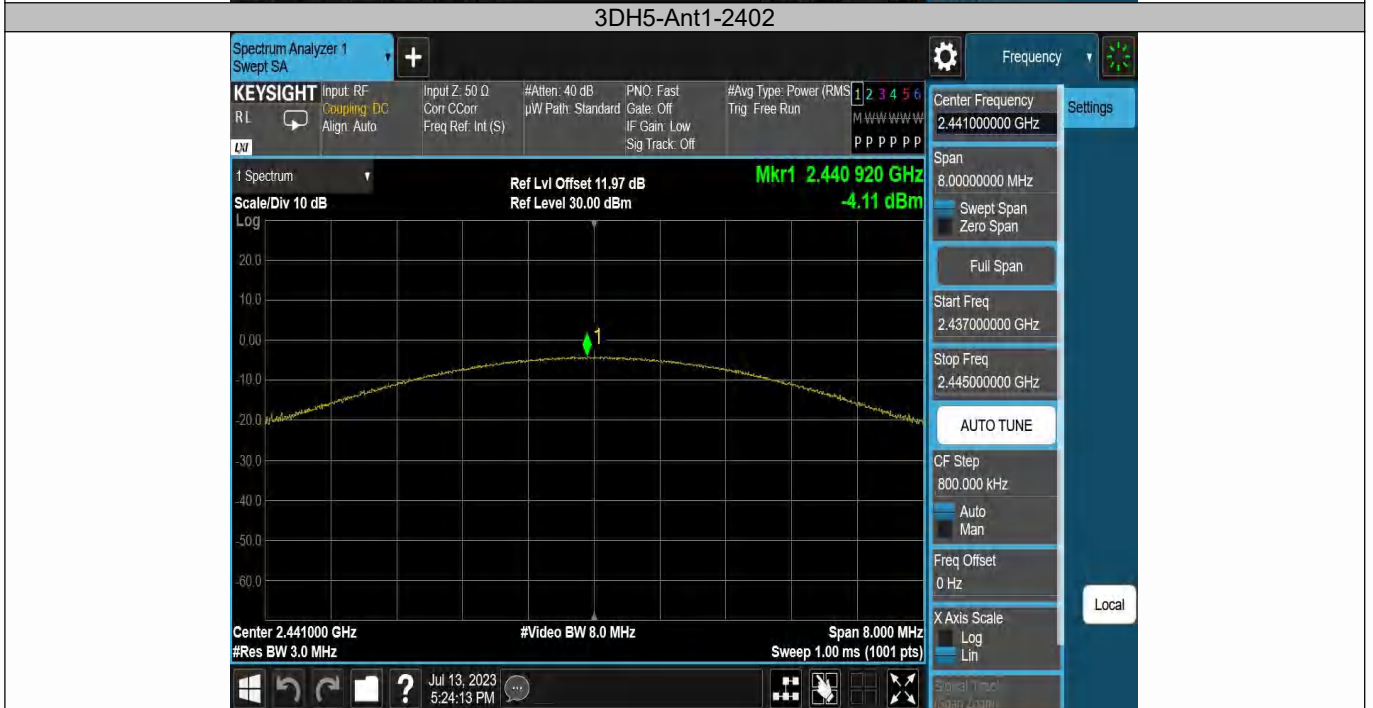 3DH5-Ant1-2402
Spectrum Analyzer 1
Swept SA
+
Frequency
KEYSIGHT
Input: RF
Coupling: DC
Align: Auto
Input Z: 50 Ω
Corr CCorr
Freq Ref: Int (S)
#Atten: 40 dB
µW Path: Standard
PNO: Fast
Gate: Off
IF Gain: Low
Sig Track: Off
#Avg Type: Power (RMS
Trig: Free Run
1 2 3 4 5 6
M W W W W W
P P P P P P
R L
LXI
Center Frequency
2.441000000 GHz
Settings
1 Spectrum
Scale/Div 10 dB
Ref Lvl Offset 11.97 dB
Ref Level 30.00 dBm
Mkr1 2.440 920 GHz
-4.11 dBm
Span
8.00000000 MHz
Swept Span
Zero Span
Full Span
Start Freq
2.437000000 GHz
Stop Freq
2.445000000 GHz
AUTO TUNE
CF Step
800.000 kHz
Auto
Man
Freq Offset
0 Hz
X Axis Scale
Log
Lin
Local
Log
20.0
10.0
0.00
-10.0
-20.0
-30.0
-40.0
-50.0
-60.0
1
Center 2.441000 GHz
#Res BW 3.0 MHz
#Video BW 8.0 MHz
Span 8.000 MHz
Sweep 1.00 ms (1001 pts)
?
Jul 13, 2023
5:24:13 PM
Signal Track
(Span Zoom)